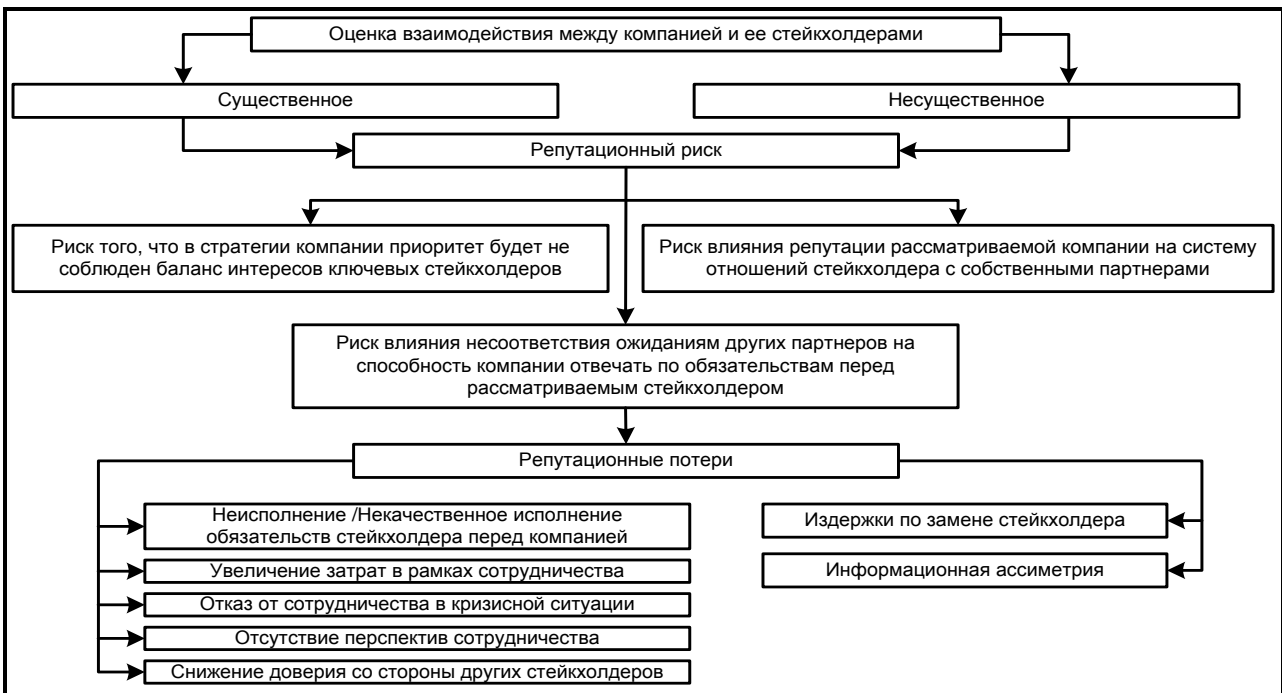 Оценка взаимодействия между компанией и ее стейкхолдерами
Существенное
Несущественное
Репутационный риск
Риск того, что в стратегии компании приоритет будет не
соблюден баланс интересов ключевых стейкхолдеров
Риск влияния репутации рассматриваемой компании на систему
отношений стейкхолдера с собственными партнерами
Риск влияния несоответствия ожиданиям других партнеров на
способность компании отвечать по обязательствам перед
рассматриваемым стейкхолдером
Репутационные потери
Неисполнение /Некачественное исполнение
обязательств стейкхолдера перед компанией
Увеличение затрат в рамках сотрудничества
Отказ от сотрудничества в кризисной ситуации
Отсутствие перспектив сотрудничества
Снижение доверия со стороны других стейкхолдеров
Издержки по замене стейкхолдера
Информационная ассиметрия